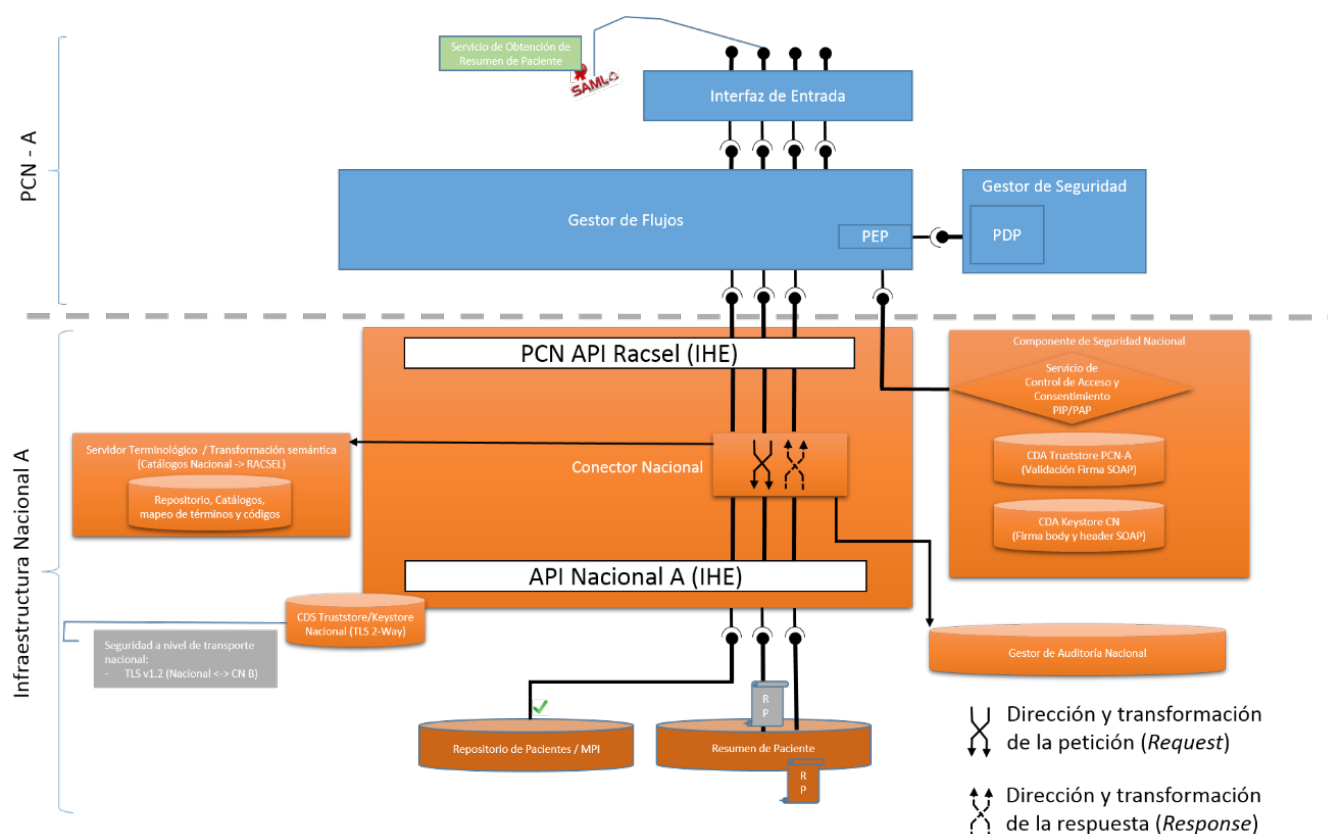 Servicio de Obtención de
Resumen de Paciente
SAML
Interfaz de Entrada
PCN - A
Gestor de Flujos
PEP
Gestor de Seguridad
PDP
Infraestructura Nacional A
PCN API Racsel (IHE)
Componente de Seguridad Nacional
Servicio de
Control de Acceso y
Consentimiento
PIP/PAP
Servidor Terminológico / Transformación semántica
(Catálogos Nacional -> RACSEL)
Repositorio, Catálogos,
mapeo de términos y códigos
Conector Nacional
CDA Truststore PCN-A
(Validación Firma SOAP)
CDA Keystore CN
(Firma body y header SOAP)
API Nacional A (IHE)
CDS Truststore/Keystore
Nacional (TLS 2-Way)
Seguridad a nivel de transporte
nacional:
- TLS v1.2 (Nacional <-> CN B)
Gestor de Auditoría Nacional
R
P
Repositorio de Pacientes / MPI
Resumen de Paciente
R
P
Dirección y transformación
de la petición (Request)
Dirección y transformación
de la respuesta (Response)